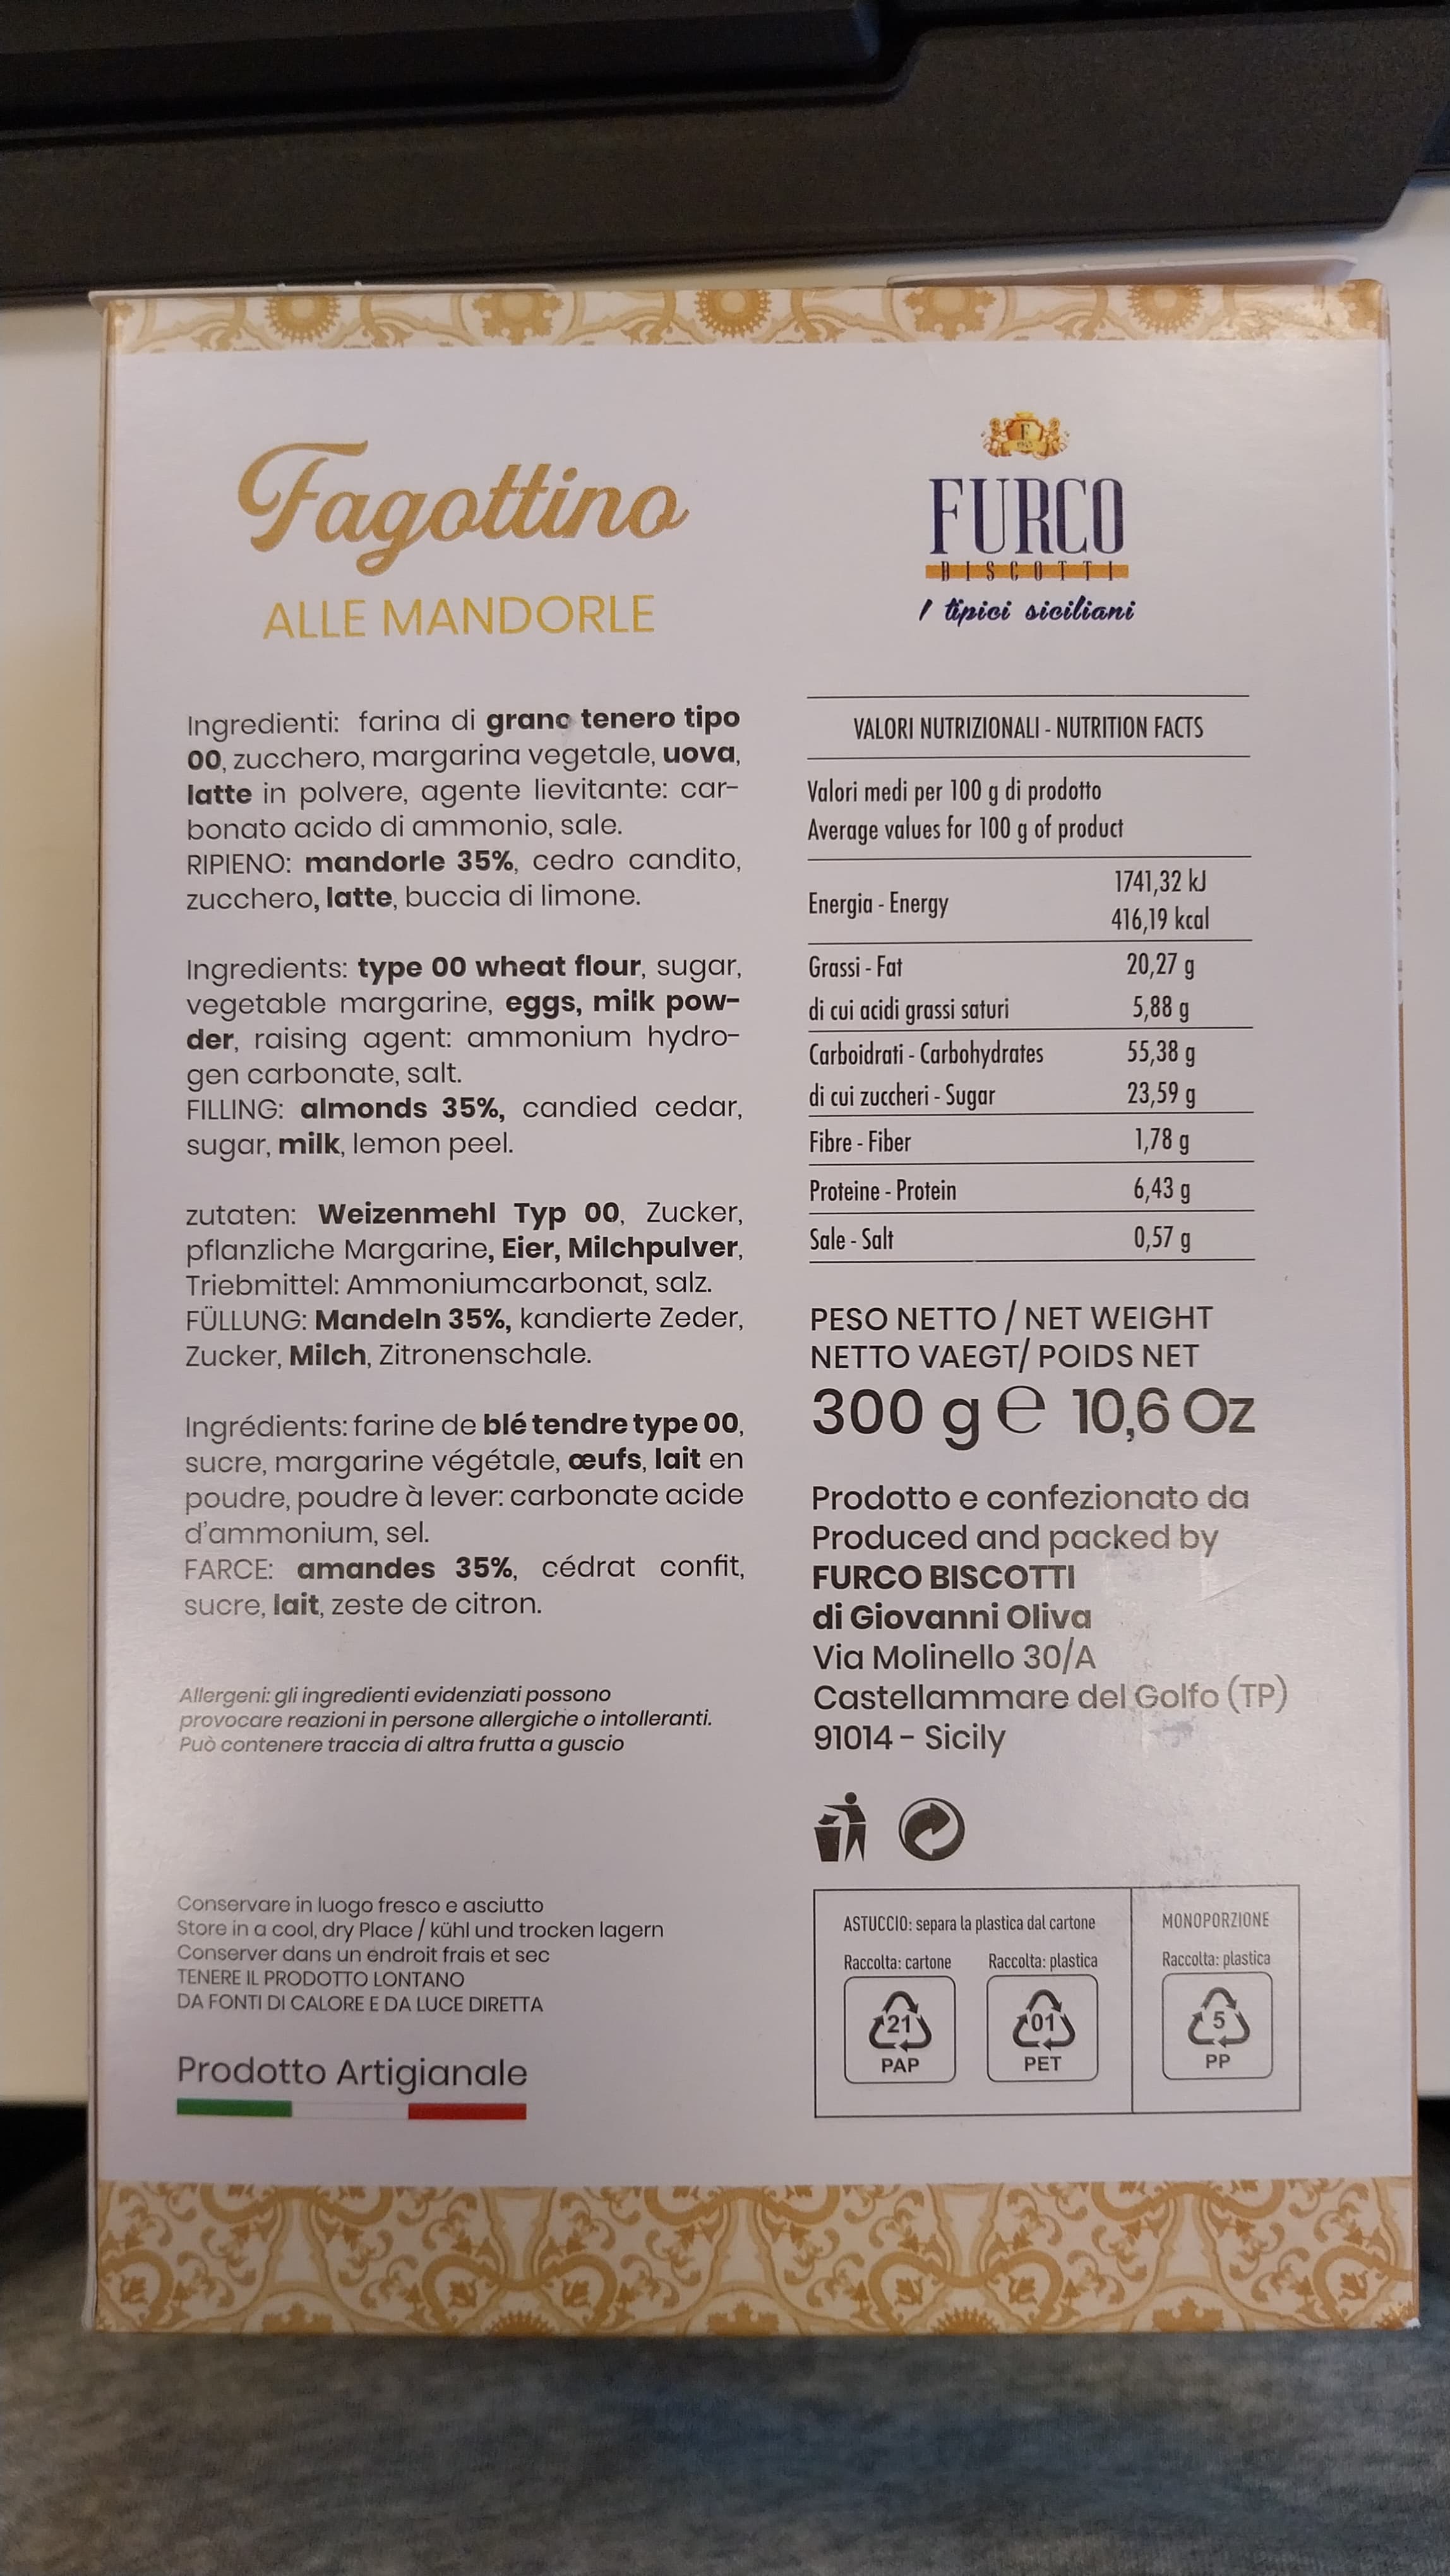 Fagottino
ALLE MANDORLE
Ingredienti: farina di grano tenero tipo
00, zucchero, margarina vegetale, uova,
latte in polvere, agente lievitante: car-
bonato acido di ammonio, sale.
RIPIENO: mandorle 35%, cedro candito,
zucchero, latte, buccia di limone.
Ingredients: type 00 wheat flour, sugar,
vegetable margarine, eggs, milk pow-
der, raising agent: ammonium hydro-
gen carbonate, salt.
FILLING: almonds 35%, candied cedar,
sugar, milk, lemon peel.
zutaten: Weizenmehl Typ 00, Zucker,
pflanzliche Margarine, Eier, Milchpulver,
Triebmittel: Ammoniumcarbonat, salz.
FÜLLUNG: Mandeln 35%, kandierte Zeder,
Zucker, Milch, Zitronenschale.
Ingrédients: farine de blé tendre type 00,
sucre, margarine végétale, œufs, lait en
poudre, poudre à lever: carbonate acide
d'ammonium, sel.
FARCE: amandes 35%, cédrat confit,
sucre, lait, zeste de citron.
Allergeni: gli ingredienti evidenziati possono
provocare reazioni in persone allergiche o intolleranti.
Può contenere traccia di altra frutta a guscio
Conservare in luogo fresco e asciutto
Store in a cool, dry Place / kühl und trocken lagern
Conserver dans un endroit frais et sec
TENERE IL PRODOTTO LONTANO
DA FONTI DI CALORE E DA LUCE DIRETTA
Prodotto Artigianale
F
FURCO
BISCOTTI
I tipici siciliani
VALORI NUTRIZIONALI - NUTRITION FACTS
Valori medi per 100 g di prodotto
Average values for 100 g of product
Energia - Energy 1741,32 kJ
416,19 kcal
Grassi - Fat 20,27 g
di cui acidi grassi saturi 5,88 g
Carboidrati - Carbohydrates 55,38 g
di cui zuccheri - Sugar 23,59 g
Fibre - Fiber 1,78 g
Proteine - Protein 6,43 g
Sale - Salt 0,57 g
PESO NETTO / NET WEIGHT
NETTO VAEGT/ POIDS NET
300 g e 10,6 Oz
Prodotto e confezionato da
Produced and packed by
FURCO BISCOTTI
di Giovanni Oliva
Via Molinello 30/A
Castellammare del Golfo (TP)
91014 - Sicily
ASTUCCIO: separa la plastica dal cartone
Raccolta: cartone Raccolta: plastica
21 01
PAP PET
MONOPORZIONE
Raccolta: plastica
5
PP